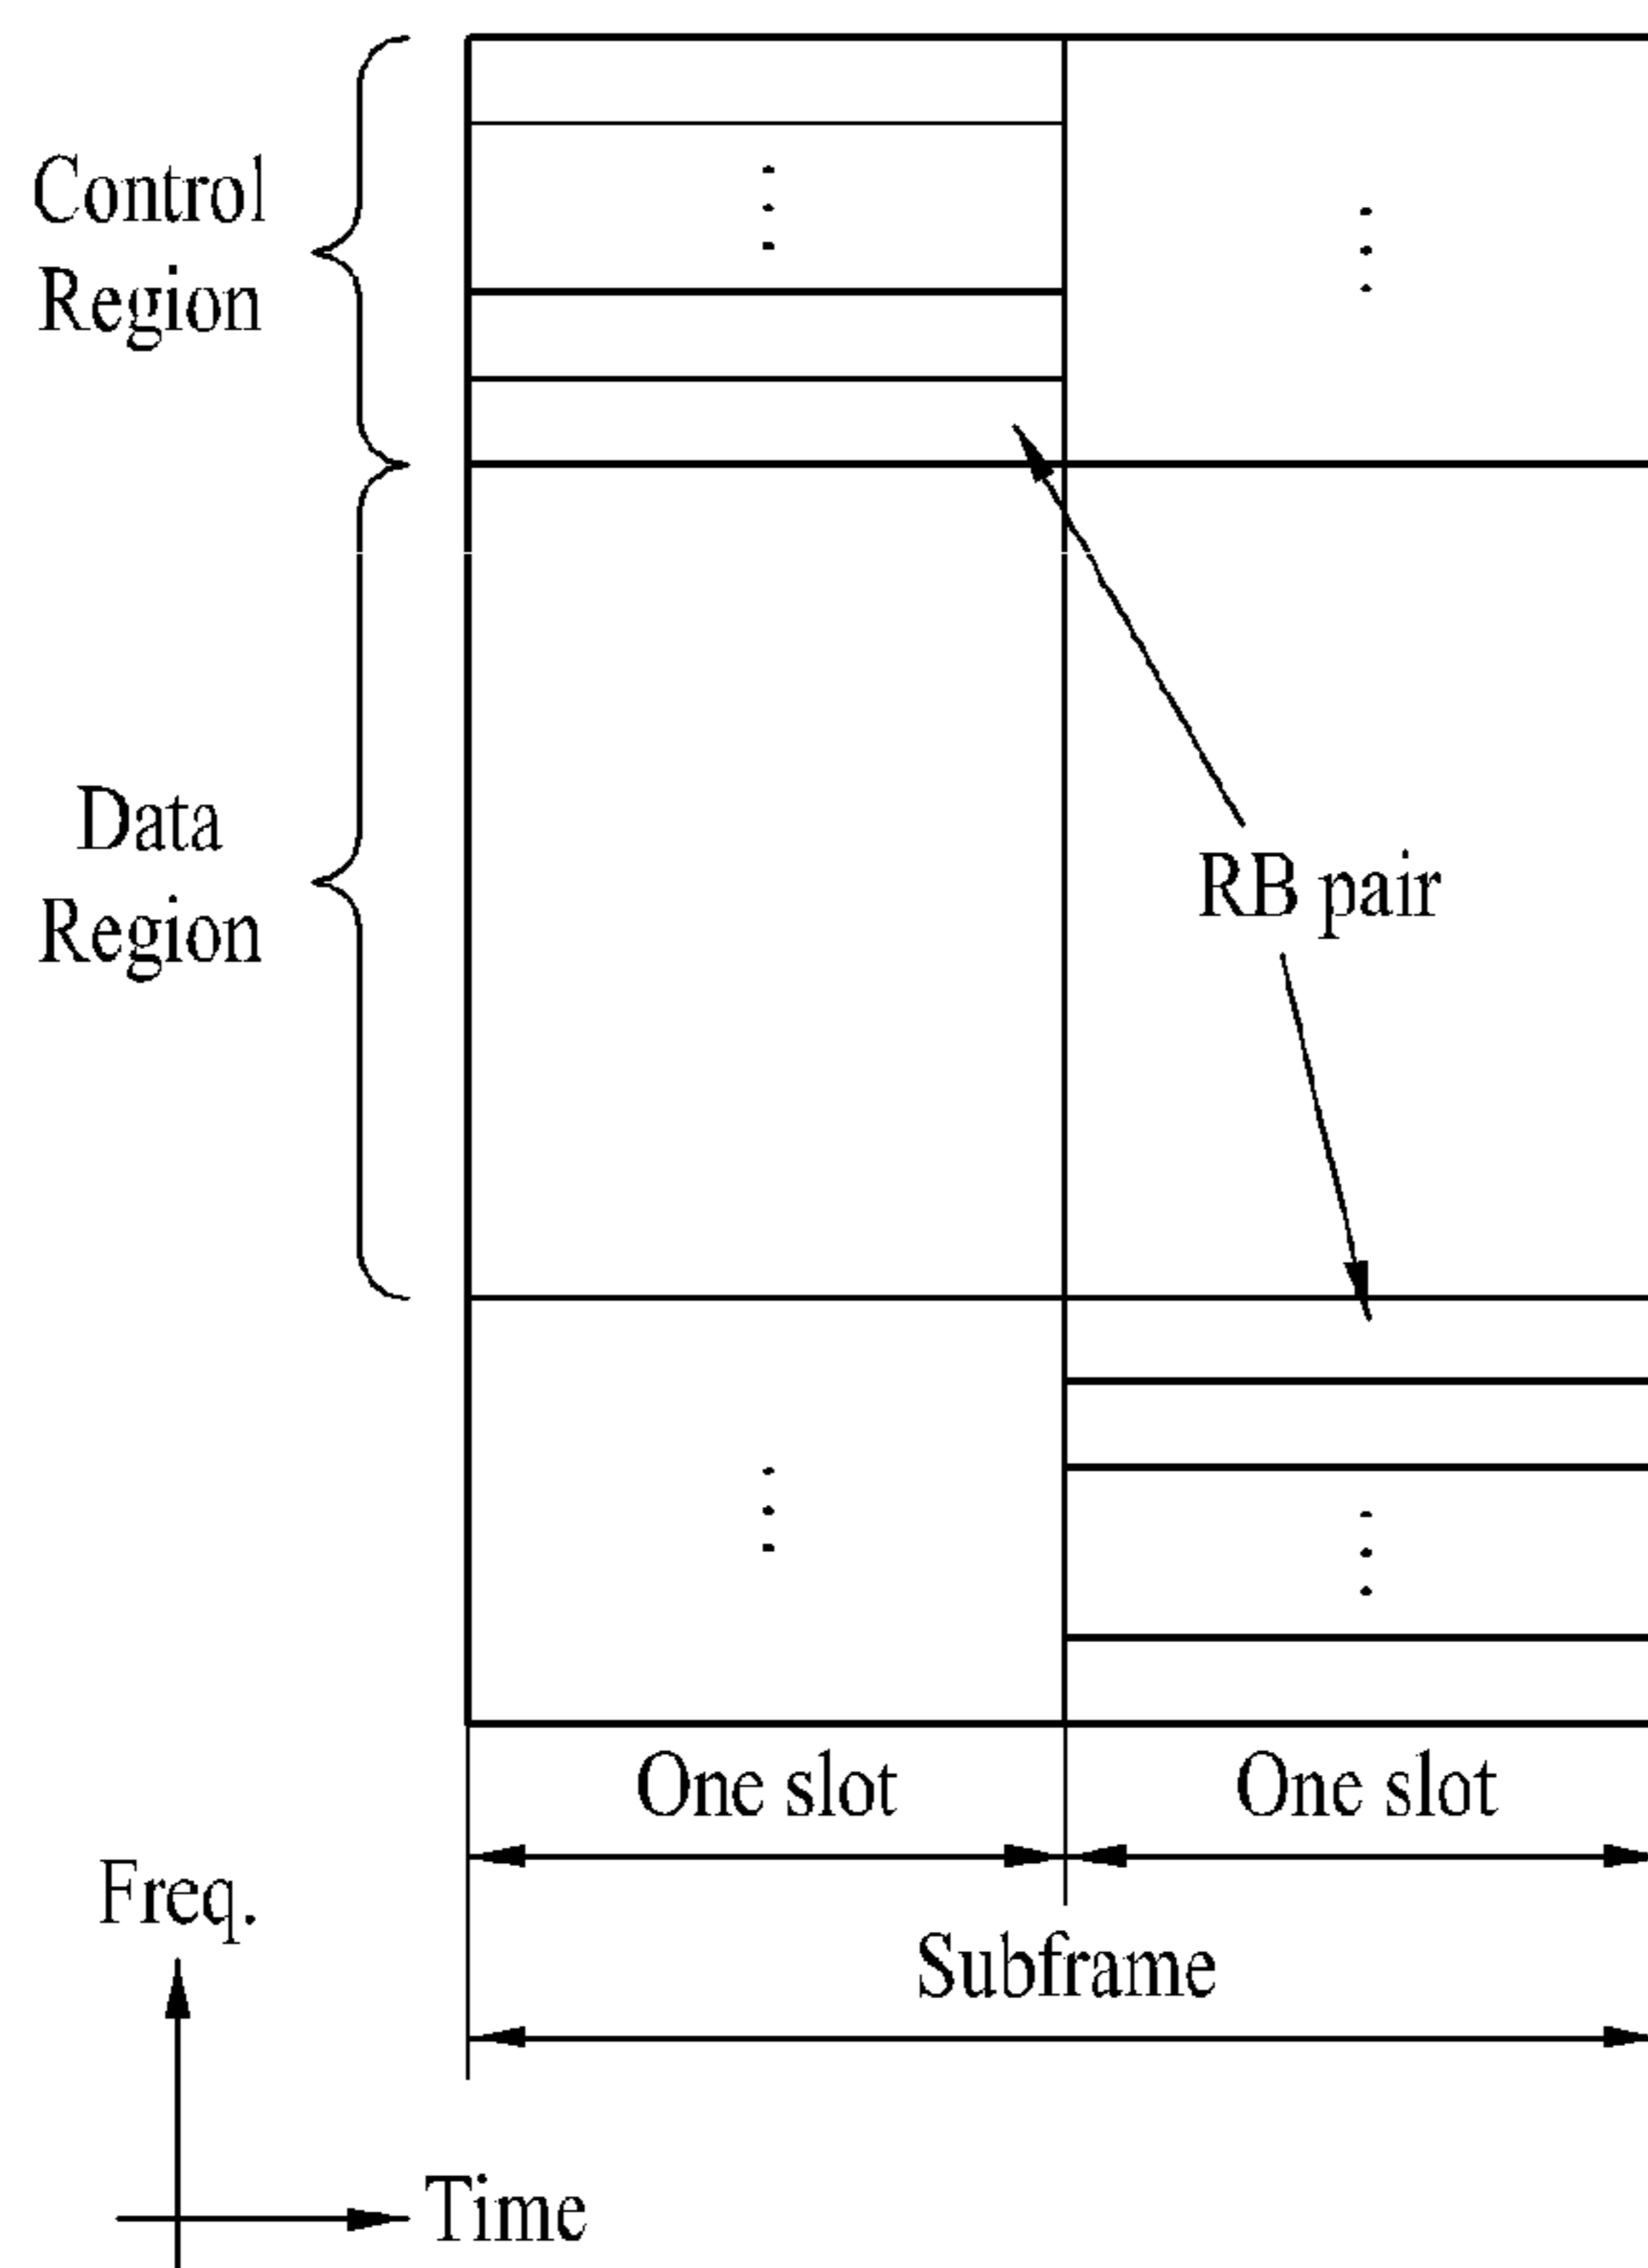 Control
Region
Data
Region
RB pair
One slot
One slot
Subframe
Freq.
Time